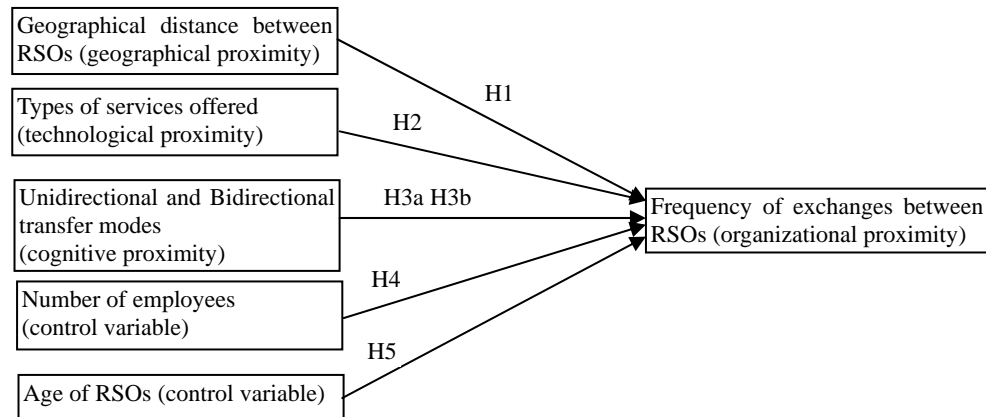 Geographical distance between
RSOs (geographical proximity)
H1
Types of services offered
(technological proximity)
H2
Unidirectional and Bidirectional
transfer modes
(cognitive proximity)
H3a H3b
Frequency of exchanges between
RSOs (organizational proximity)
Number of employees
(control variable)
H4
Age of RSOs (control variable)
H5